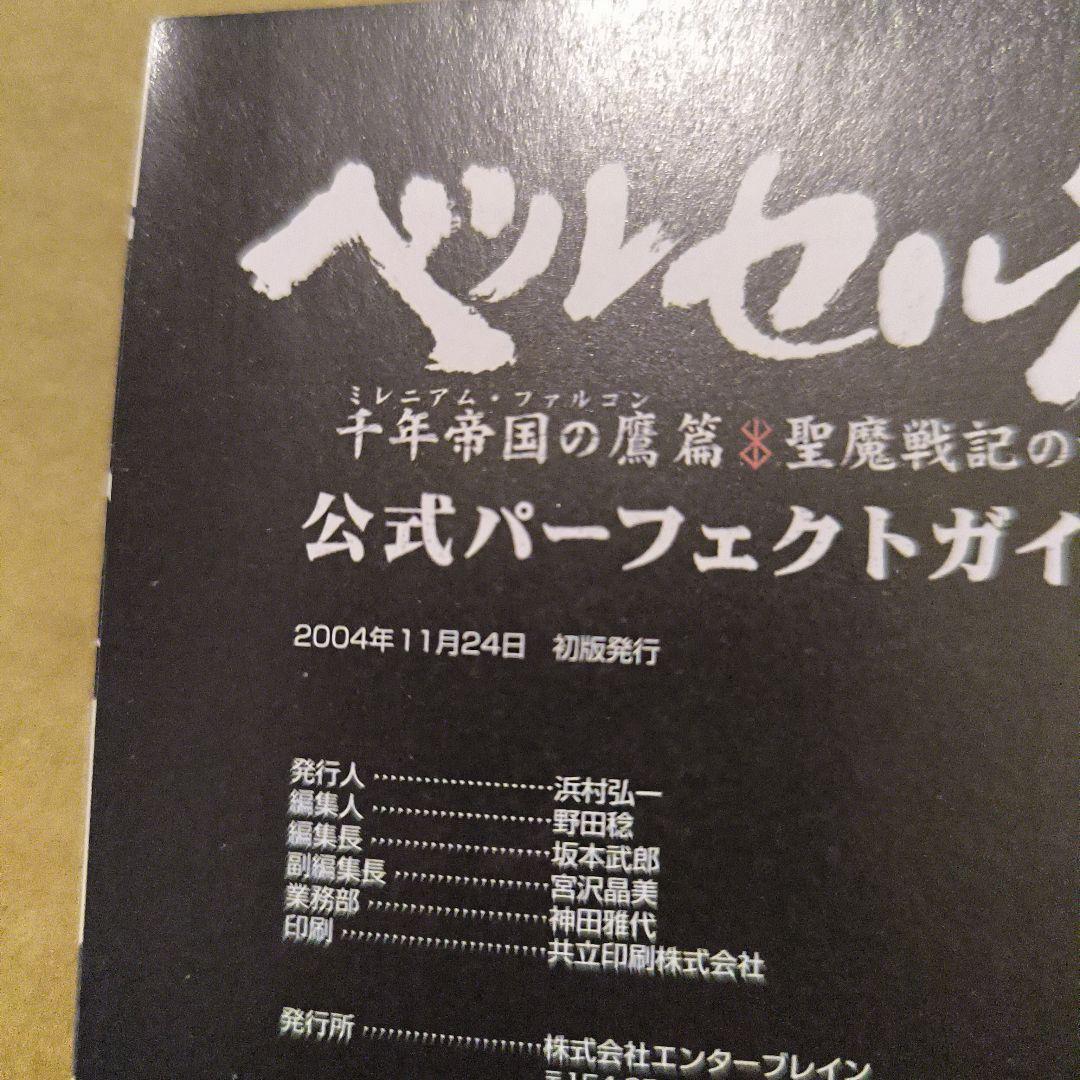 ベルセルク
ミレニアム・ファルコン
千年帝国の鷹篇 聖魔戦記の
公式パーフェクトガイ
2004年11月24日 初版発行
発行人 ………………… 浜村弘一
編集人 ………………… 野田稔
編集長 ………………… 坂本武郎
副編集長 ……………… 宮沢晶美
業務部 ………………… 神田雅代
印刷 …………………… 共立印刷株式会社
発行所 ………………… 株式会社エンターブレイン